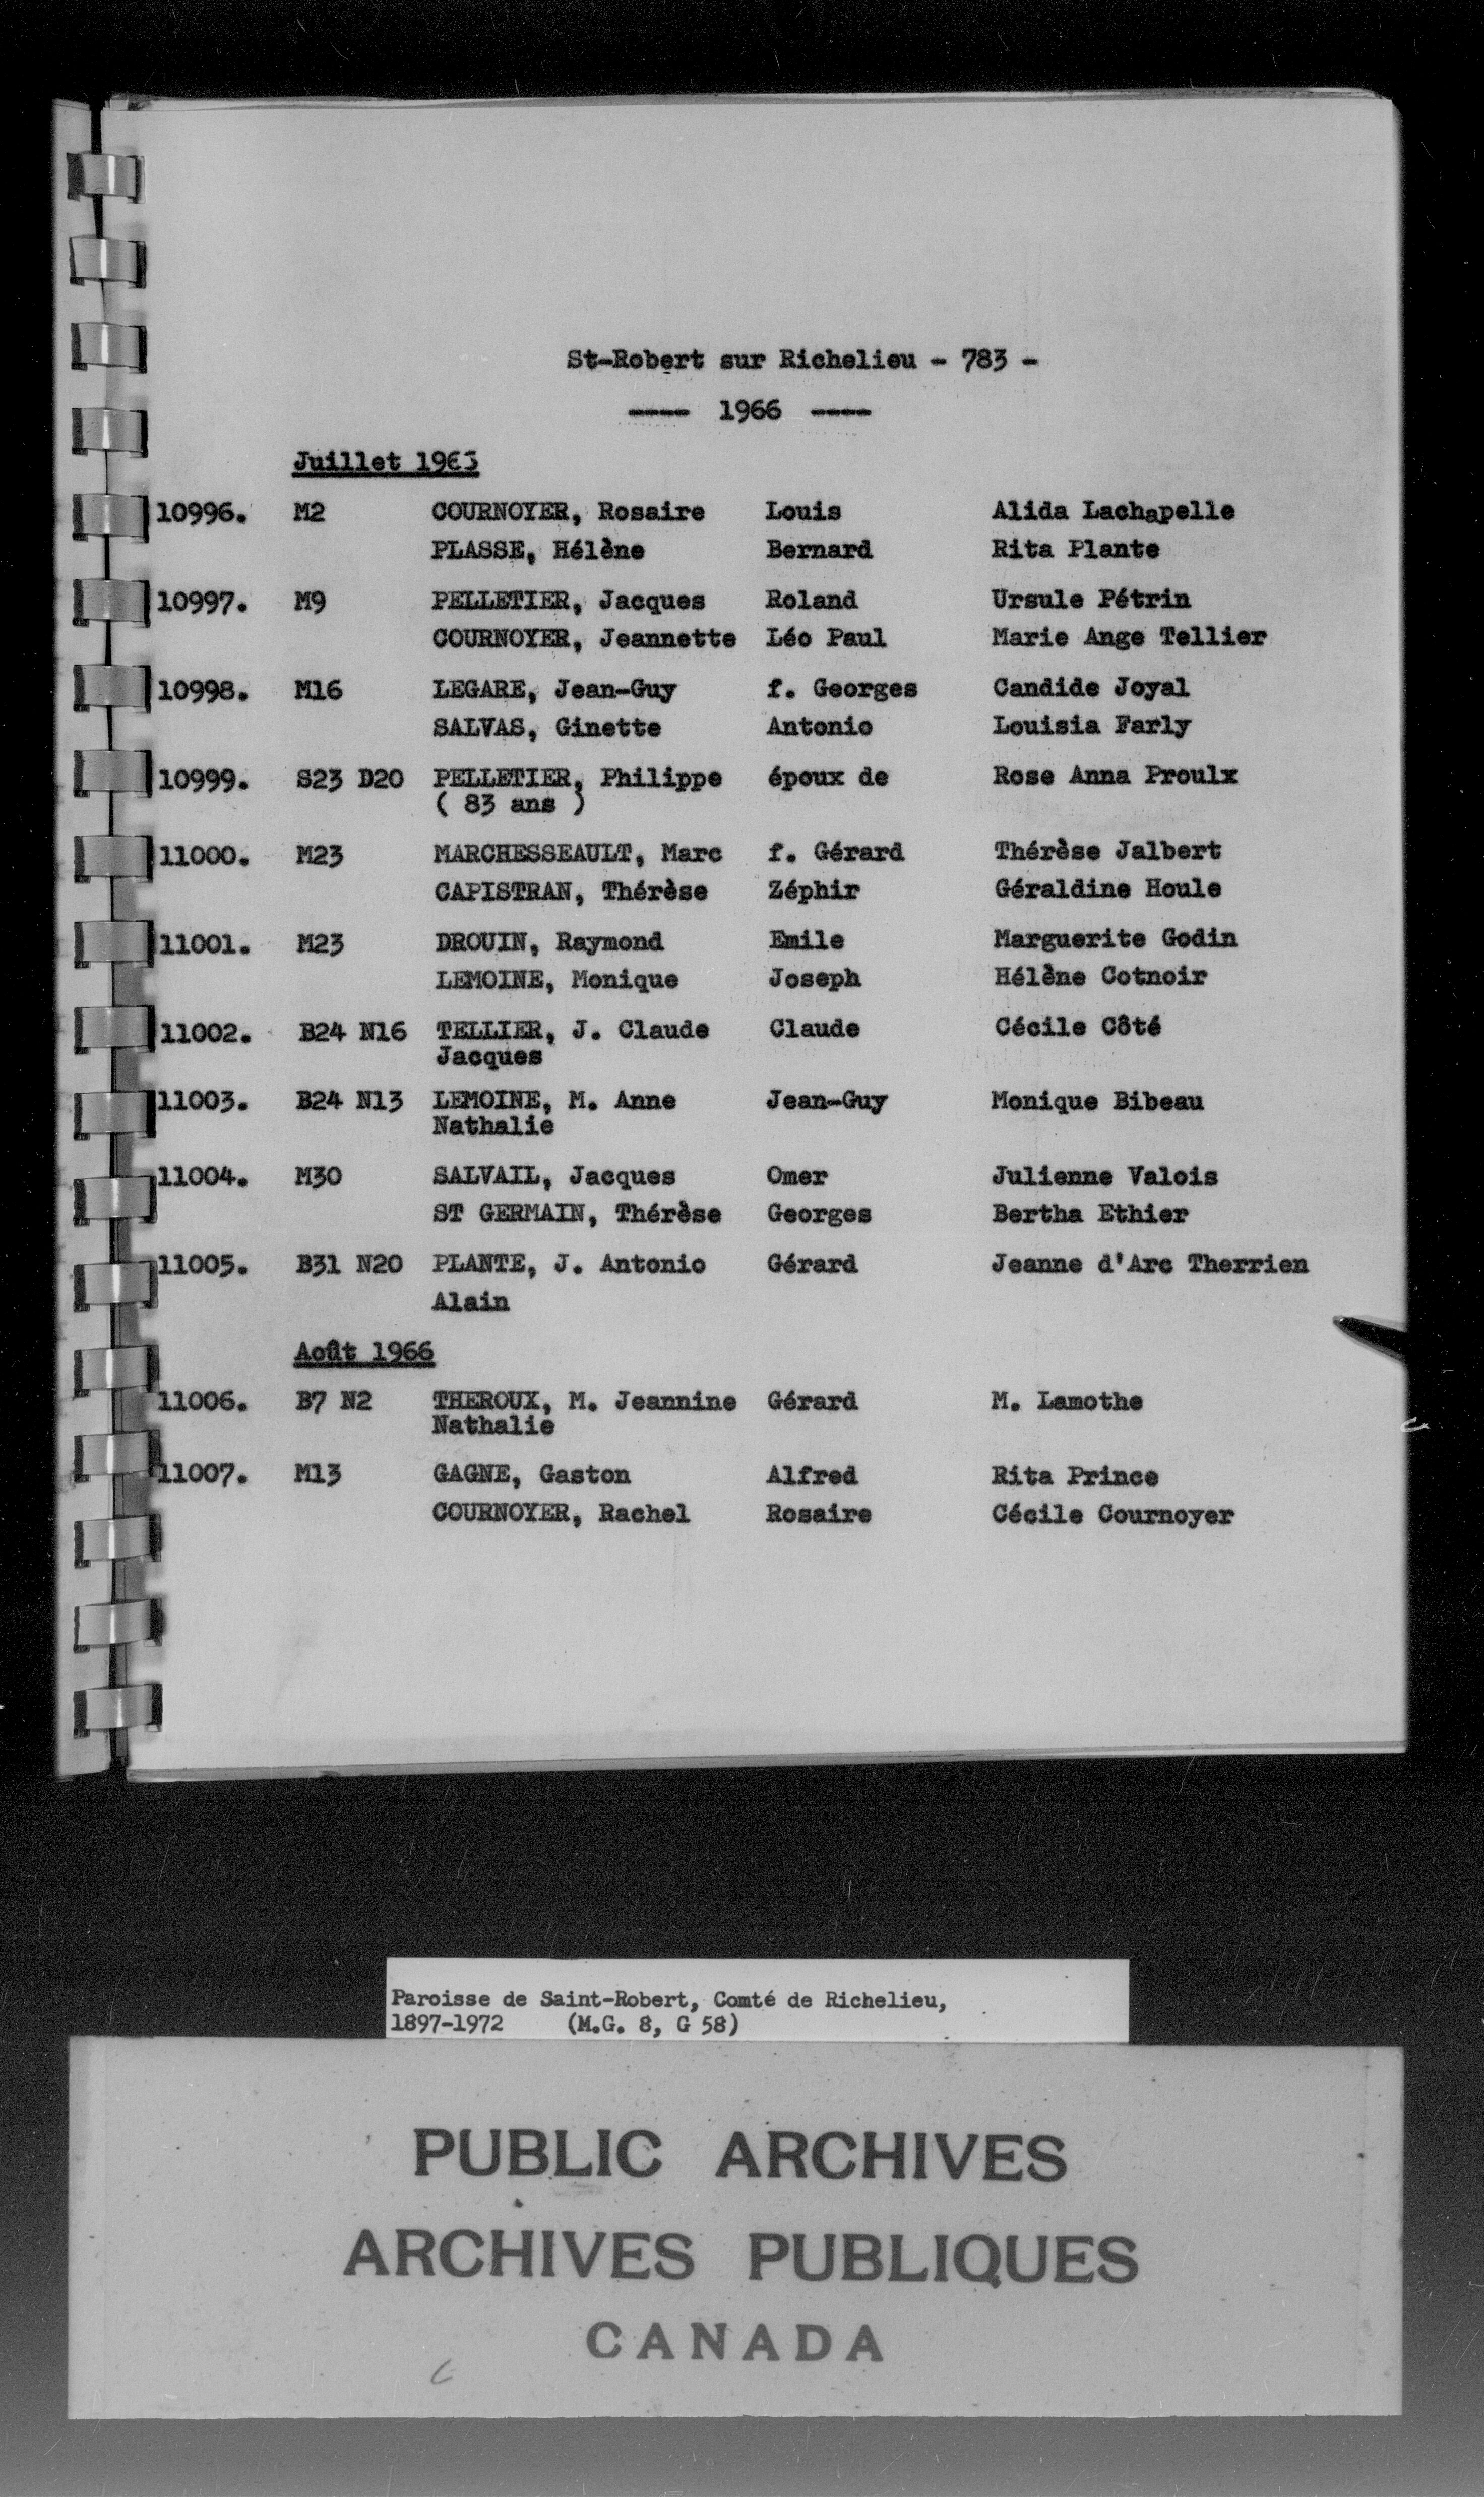 St-Robert sur Richelieu - 783 -
---- 1966 ----
Juillet 1966
10996. M2 COURNOYER, Rosaire Louis Alida Lachapelle
PLASSE, Hélène Bernard Rita Plante
10997. M9 PELLETIER, Jacques Roland Ursule Pétrin
COURNOYER, Jeannette Léo Paul Marie Ange Tellier
10998. M16 LEGARE, Jean-Guy f. Georges Candide Joyal
SALVAS, Ginette Antonio Louisia Farly
10999. S23 D20 PELLETIER, Philippe époux de Rose Anna Proulx
( 83 ans )
11000. M23 MARCHESSEAULT, Marc f. Gérard Thérèse Jalbert
CAPISTRAN, Thérèse Zéphir Géraldine Houle
11001. M23 DROUIN, Raymond Emile Marguerite Godin
LEMOINE, Monique Joseph Hélène Cotnoir
11002. B24 N16 TELLIER, J. Claude Claude Cécile Côté
Jacques
11003. B24 N13 LEMOINE, M. Anne Jean-Guy Monique Bibeau
Nathalie
11004. M30 SALVAIL, Jacques Omer Julienne Valois
ST GERMAIN, Thérèse Georges Bertha Ethier
11005. B31 N20 PLANTE, J. Antonio Gérard Jeanne d'Arc Therrien
Alain
Août 1966
11006. B7 N2 THEROUX, M. Jeannine Gérard M. Lamothe
Nathalie
11007. M13 GAGNE, Gaston Alfred Rita Prince
COURNOYER, Rachel Rosaire Cécile Cournoyer
Paroisse de Saint-Robert, Comté de Richelieu,
1897-1972 (M.G. 8, G 58)
PUBLIC ARCHIVES
ARCHIVES PUBLIQUES
CANADA